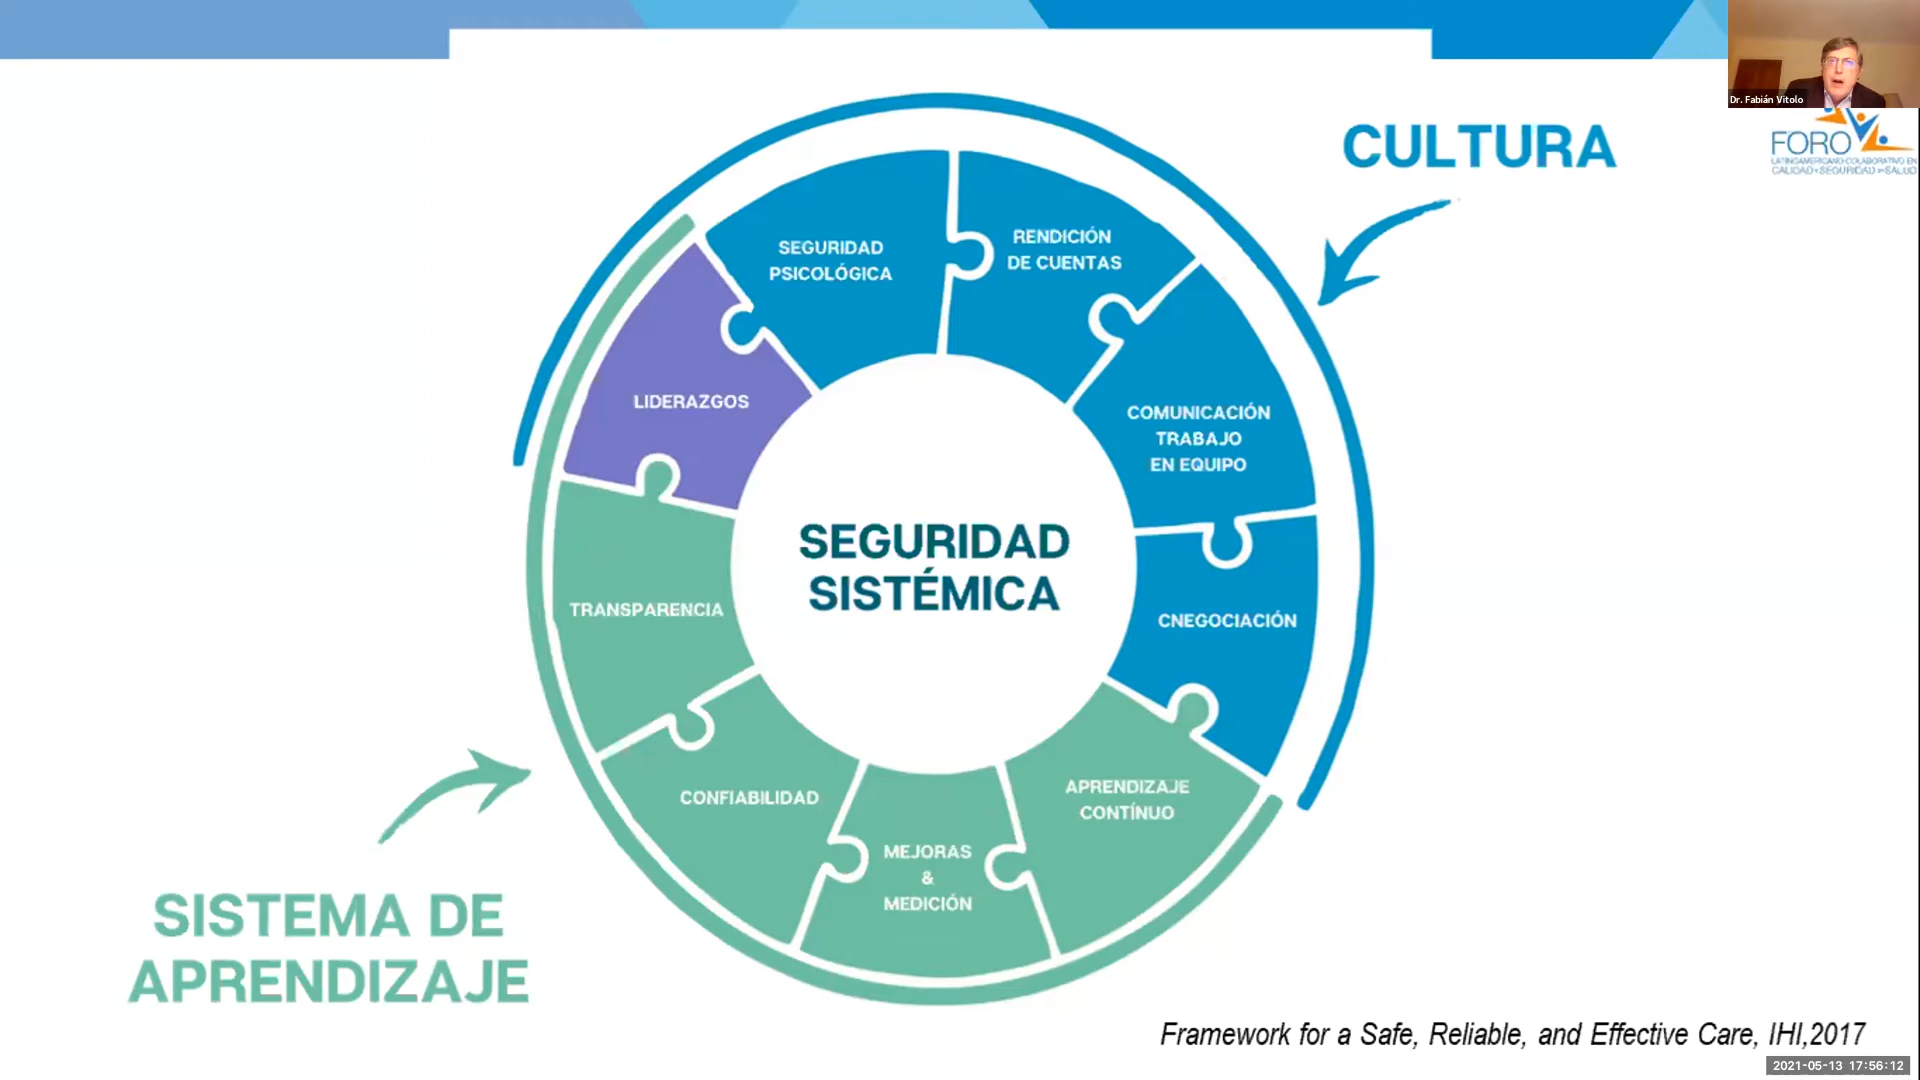 Dr. Fabián Vitolo
FORO
LATINOAMERICANO COLABORATIVO EN
CALIDAD Y SEGURIDAD EN SALUD
CULTURA
SEGURIDAD
PSICOLÓGICA
RENDICIÓN
DE CUENTAS
LIDERAZGOS
COMUNICACIÓN
TRABAJO
EN EQUIPO
SEGURIDAD
SISTÉMICA
TRANSPARENCIA
CNEGOCIACIÓN
CONFIABILIDAD
APRENDIZAJE
CONTÍNUO
MEJORAS
&
MEDICIÓN
SISTEMA DE
APRENDIZAJE
Framework for a Safe, Reliable, and Effective Care, IHI,2017
2021-05-13 17:56:12